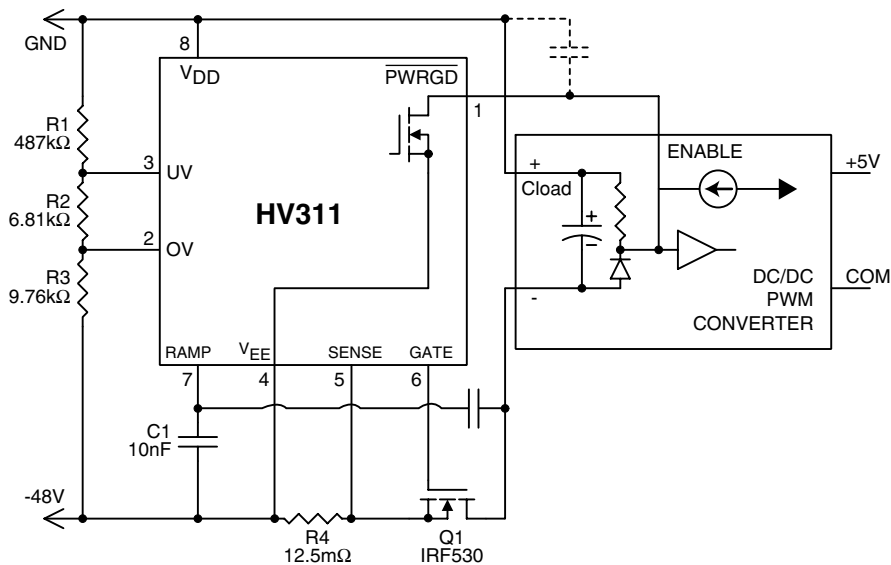 GND
8
VDD
PWRGD
1
R1
487kΩ
3
UV
ENABLE
+5V
+
Cload
R2
6.81kΩ
HV311
+
2
OV
−
R3
9.76kΩ
DC/DC
PWM
CONVERTER
COM
-
RAMP
VEE
SENSE
GATE
7
4
5
6
C1
10nF
-48V
R4
12.5mΩ
Q1
IRF530